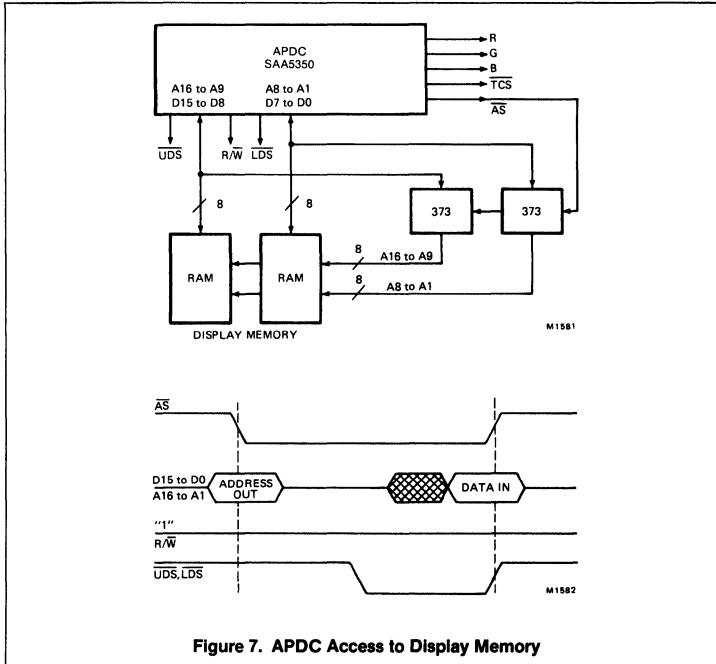 APDC
SAA5350
A16 to A9
A8 to A1
D15 to D8
D7 to D0
R
G
B
TCS
AS
UDS
R/W
LDS
8
8
373
373
RAM
RAM
8
A16 to A9
8
A8 to A1
DISPLAY MEMORY
M1581
AS
D15 to D0
A16 to A1
ADDRESS
OUT
DATA IN
"1"
R/W
UDS, LDS
M1582
Figure 7. APDC Access to Display Memory